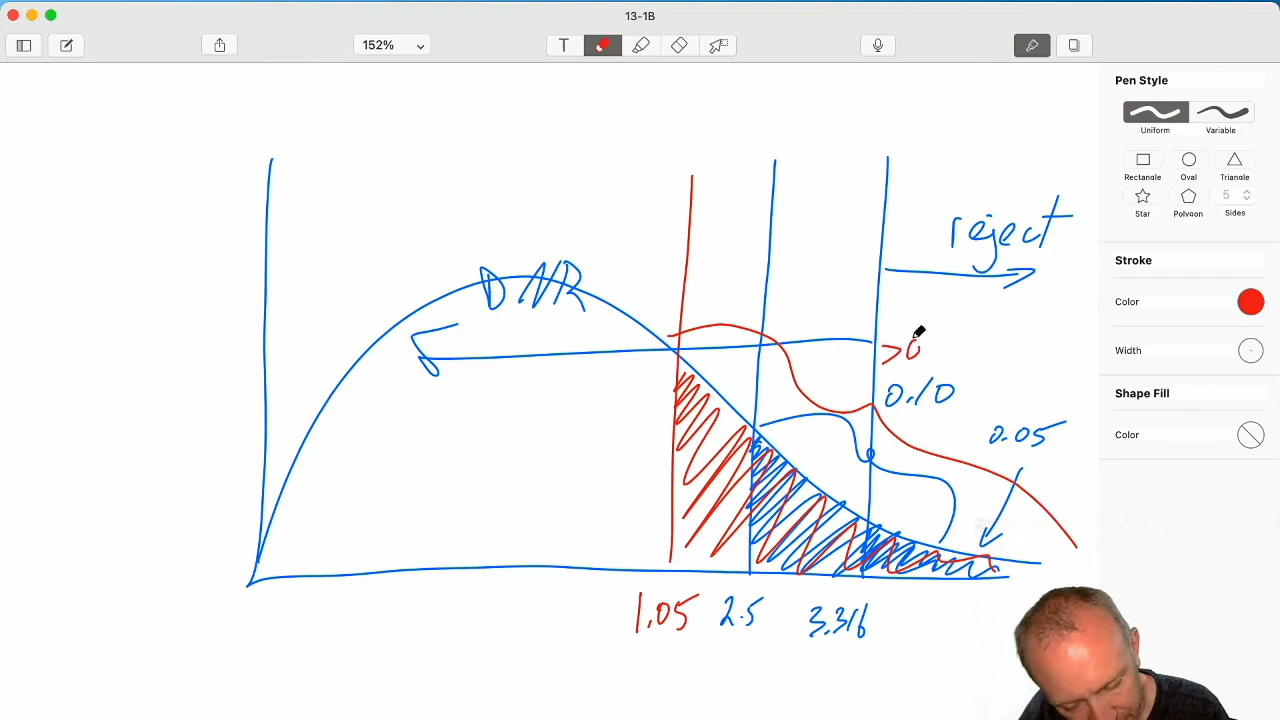 13-1B
152%
T
Pen Style
Uniform
Variable
Rectangle
Oval
Triangle
5
Star
Polygon
Sides
Stroke
Color
Width
Shape Fill
Color
reject
DNR
>0
0.10
0.05
1.05
2.5
3.316